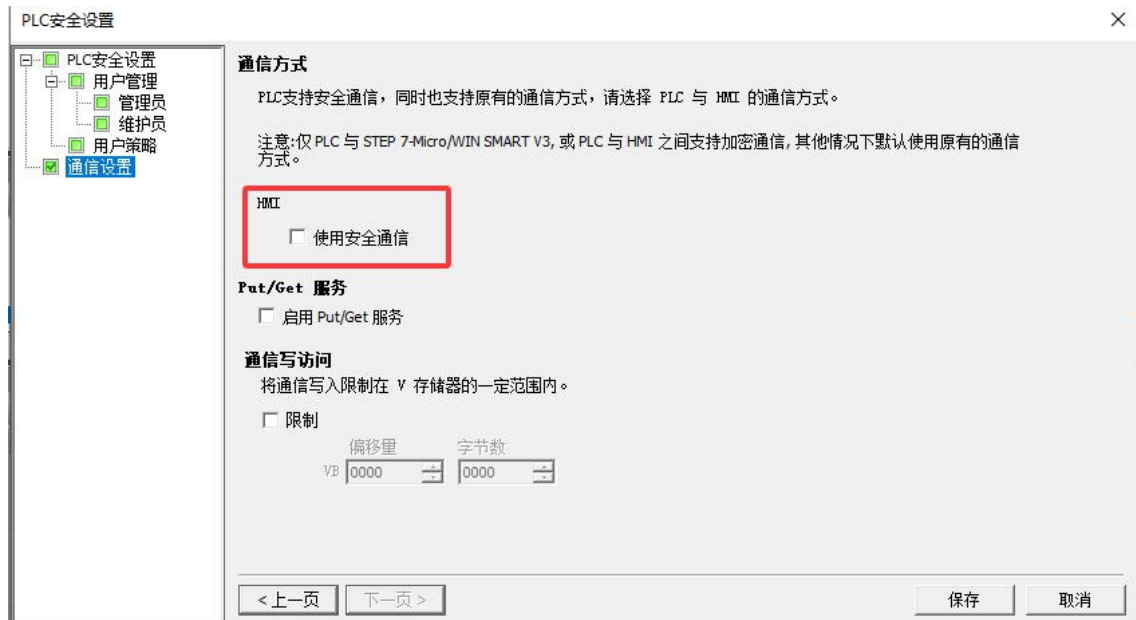 PLC安全设置
PLC安全设置
用户管理
管理员
维护员
用户策略
通信设置
通信方式
PLC支持安全通信，同时也支持原有的通信方式，请选择 PLC 与 HMI 的通信方式。
注意:仅 PLC 与 STEP 7-Micro/WIN SMART V3, 或 PLC 与 HMI 之间支持加密通信, 其他情况下默认使用原有的通信
方式。
HMI
使用安全通信
Put/Get 服务
启用 Put/Get 服务
通信写访问
将通信写入限制在 V 存储器的一定范围内。
限制
偏移量 字节数
VB 0000 0000
<上一页 下一页 > 保存 取消